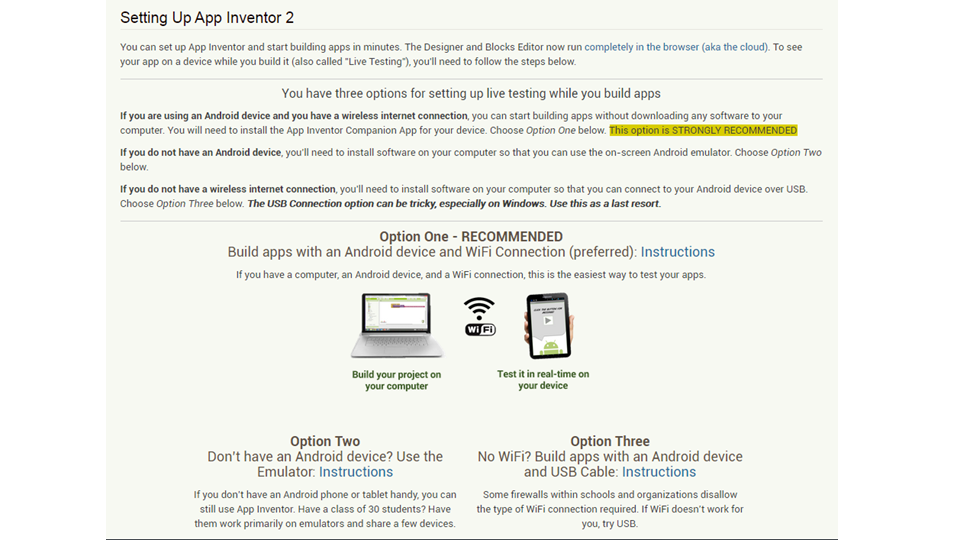 Setting Up App Inventor 2
You can set up App Inventor and start building apps in minutes. The Designer and Blocks Editor now run completely in the browser (aka the cloud). To see
your app on a device while you build it (also called "Live Testing"), you'll need to follow the steps below.
You have three options for setting up live testing while you build apps
If you are using an Android device and you have a wireless internet connection, you can start building apps without downloading any software to your
computer. You will need to install the App Inventor Companion App for your device. Choose Option One below. This option is STRONGLY RECOMMENDED
If you do not have an Android device, you'll need to install software on your computer so that you can use the on-screen Android emulator. Choose Option Two
below.
If you do not have a wireless internet connection, you'll need to install software on your computer so that you can connect to your Android device over USB.
Choose Option Three below. The USB Connection option can be tricky, especially on Windows. Use this as a last resort.
Option One - RECOMMENDED
Build apps with an Android device and WiFi Connection (preferred): Instructions
If you have a computer, an Android device, and a WiFi connection, this is the easiest way to test your apps.
WiFi
Build your project on
your computer
Test it in real-time on
your device
Option Two
Don't have an Android device? Use the
Emulator: Instructions
If you don't have an Android phone or tablet handy, you can
still use App Inventor. Have a class of 30 students? Have
them work primarily on emulators and share a few devices.
Option Three
No WiFi? Build apps with an Android device
and USB Cable: Instructions
Some firewalls within schools and organizations disallow
the type of WiFi connection required. If WiFi doesn't work for
you, try USB.